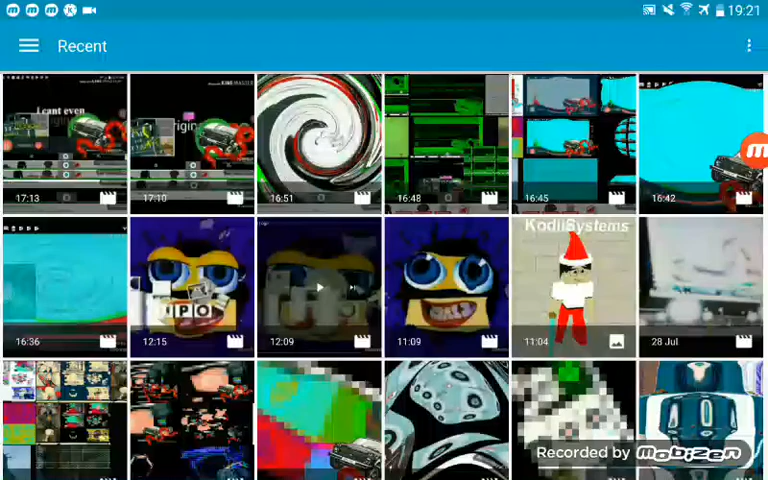 19:21
Recent
I cant even
17:13
17:10
16:51
16:48
16:45
16:42
KodiiSystems
16:36
12:15
12:09
11:09
11:04
28 Jul
Recorded by MOBIZEN